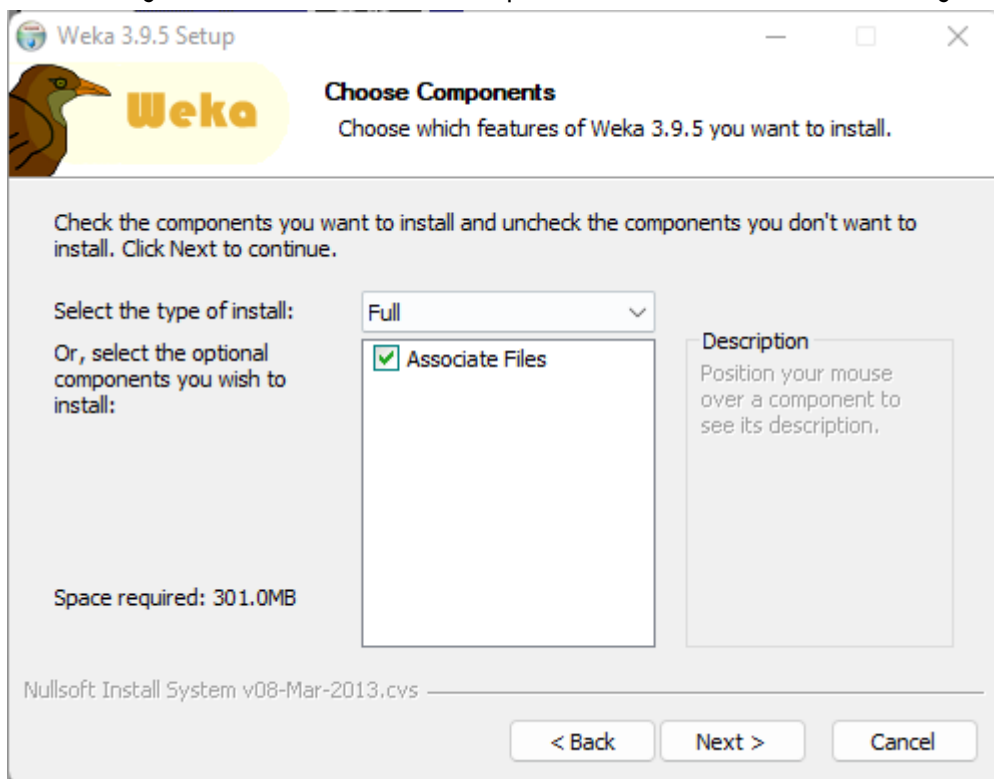 Weka 3.9.5 Setup
Weka
Choose Components
Choose which features of Weka 3.9.5 you want to install.
Check the components you want to install and uncheck the components you don't want to
install. Click Next to continue.
Select the type of install:
Full
Or, select the optional
components you wish to
install:
Associate Files
Description
Position your mouse
over a component to
see its description.
Space required: 301.0MB
Nullsoft Install System v08-Mar-2013.cvs
< Back
Next >
Cancel